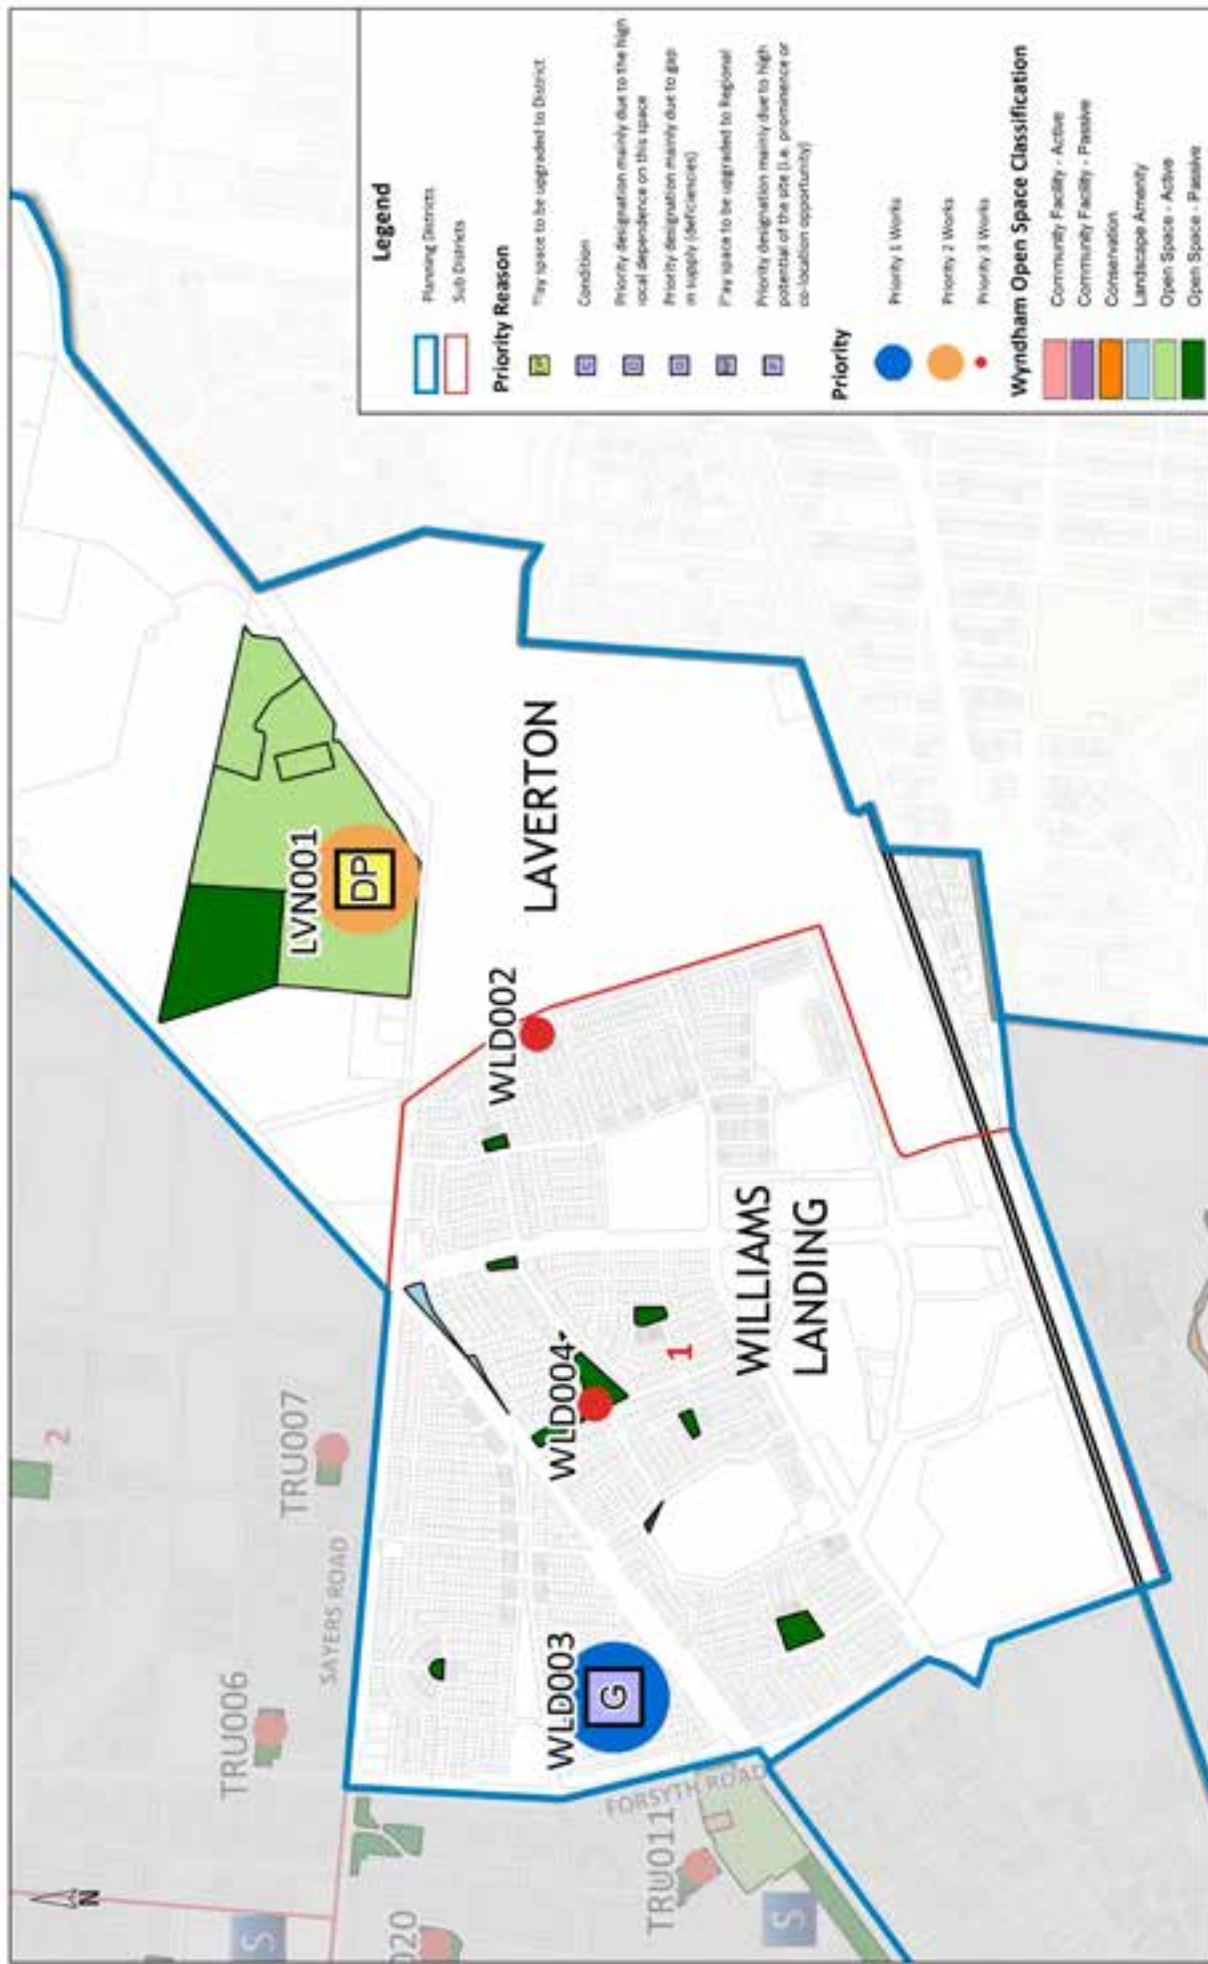 Legend
Planning Districts
Sub Districts
Priority Reason
Play space to be upgraded to District
Condition
Priority designation mainly due to the high
local dependence on this space
Priority designation mainly due to gap
in supply (deficiencies)
Play space to be upgraded to Regional
Priority designation mainly due to high
potential of the site (i.e. prominence or
co-location opportunity)
Priority
Priority 1 Works
Priority 2 Works
Priority 3 Works
Wyndham Open Space Classification
Community Facility - Active
Community Facility - Passive
Conservation
Landscape Amenity
Open Space - Active
Open Space - Passive
N
2
TRU006
TRU007
SAYERS ROAD
S
020
LVN001
DP
WLD002
LAVERTON
WLD004
1
WLD003
G
FORSYTH ROAD
TRU011
S
WILLIAMS
LANDING